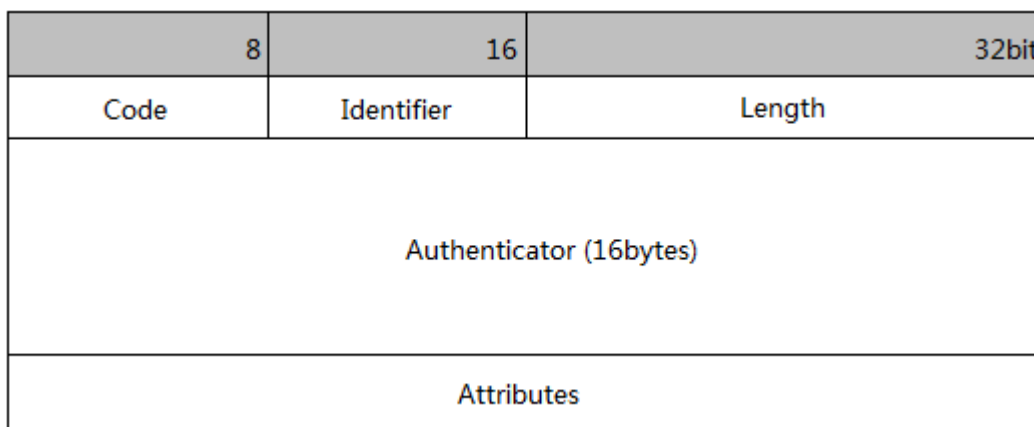 8 16 32bit
Code Identifier Length
Authenticator (16bytes)
Attributes